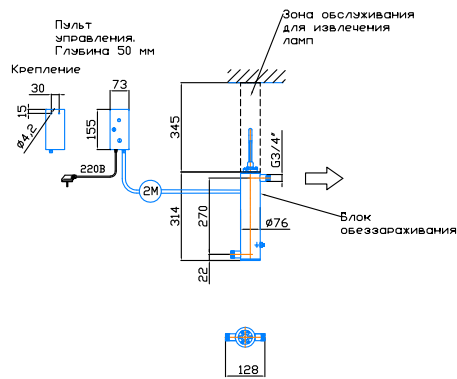 Зона обслуживания
для извлечения
ламп
Пульт
Управления.
Глубина 50 мм
Крепление
30
73
15
155
ø4,2
345
G3/4"
220В
2М
314
270
ø76
22
Блок
обеззараживания
128